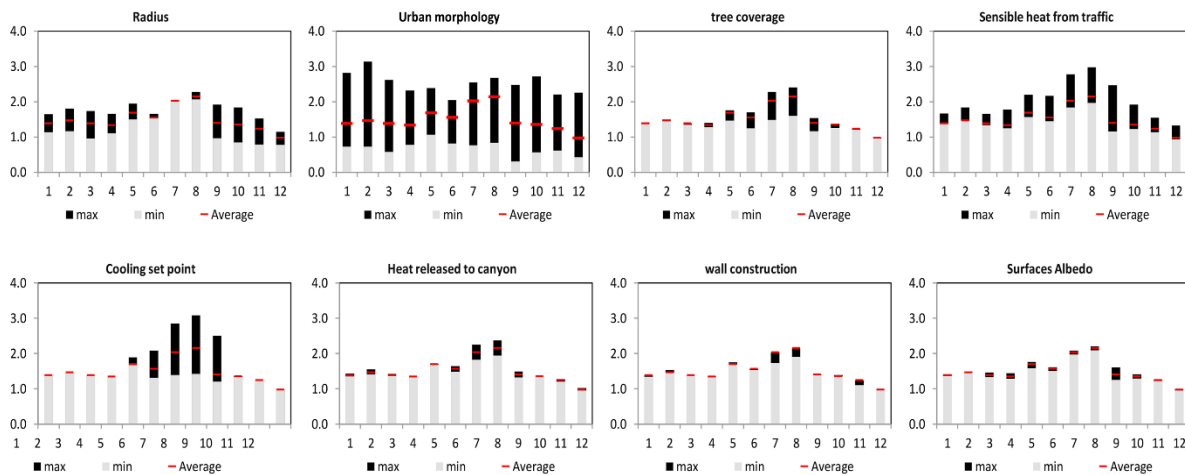 Radius
4.0
3.0
2.0
1.0
0.0
1 2 3 4 5 6 7 8 9 10 11 12
max min Average
Urban morphology
4.0
3.0
2.0
1.0
0.0
1 2 3 4 5 6 7 8 9 10 11 12
max min Average
tree coverage
4.0
3.0
2.0
1.0
0.0
1 2 3 4 5 6 7 8 9 10 11 12
max min Average
Sensible heat from traffic
4.0
3.0
2.0
1.0
0.0
1 2 3 4 5 6 7 8 9 10 11 12
max min Average
Cooling set point
4.0
3.0
2.0
1.0
0.0
1 2 3 4 5 6 7 8 9 10 11 12
max min Average
Heat released to canyon
4.0
3.0
2.0
1.0
0.0
1 2 3 4 5 6 7 8 9 10 11 12
max min Average
wall construction
4.0
3.0
2.0
1.0
0.0
1 2 3 4 5 6 7 8 9 10 11 12
max min Average
Surfaces Albedo
4.0
3.0
2.0
1.0
0.0
1 2 3 4 5 6 7 8 9 10 11 12
max min Average